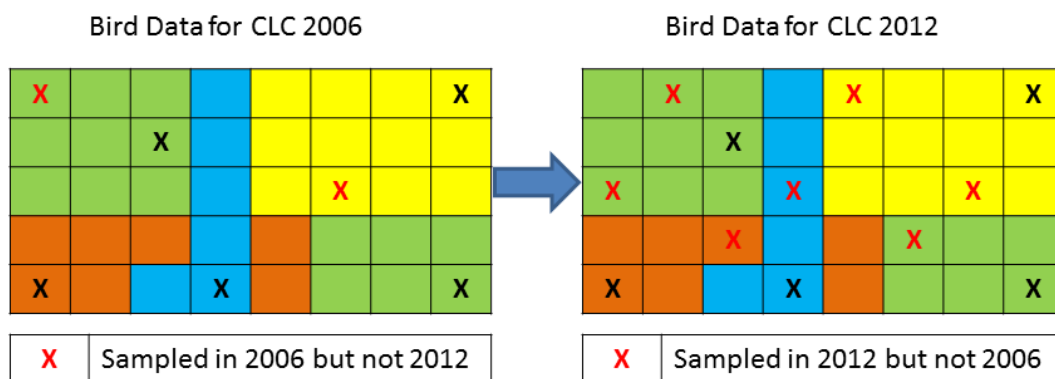 Bird Data for CLC 2006
Bird Data for CLC 2012
X X
X
X
X X X
X X X
X
X X X
X X
X X X
X Sampled in 2006 but not 2012
X Sampled in 2012 but not 2006